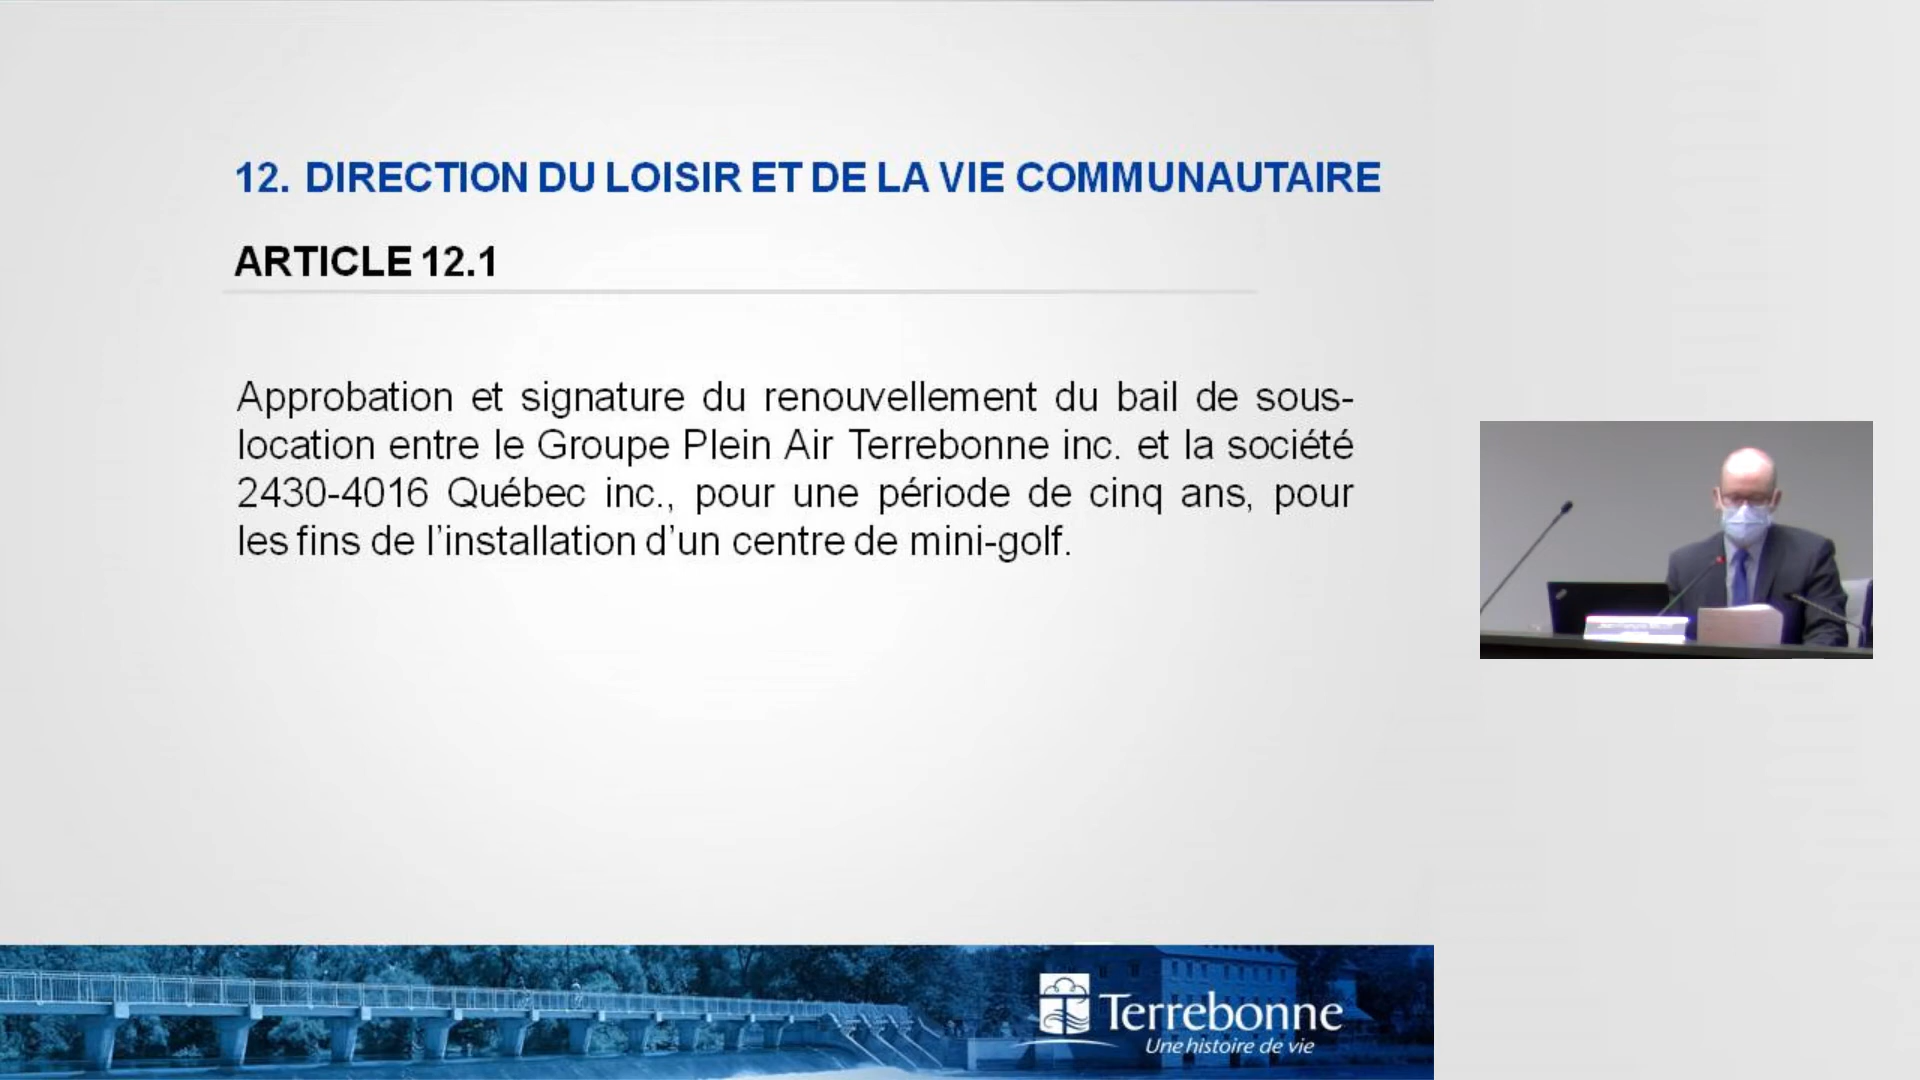 12. DIRECTION DU LOISIR ET DE LA VIE COMMUNAUTAIRE
ARTICLE 12.1
Approbation et signature du renouvellement du bail de sous-
location entre le Groupe Plein Air Terrebonne inc. et la société
2430-4016 Québec inc., pour une période de cinq ans, pour
les fins de l'installation d'un centre de mini-golf.
Terrebonne
Une histoire de vie